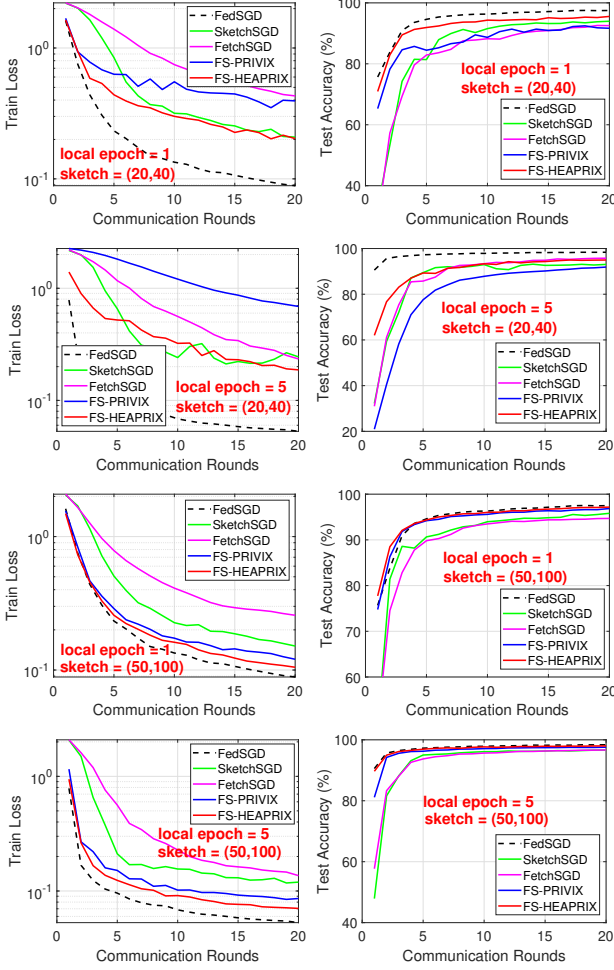 Train Loss
10^0
10^-1
FedSGD
SketchSGD
FetchSGD
FS-PRIVIX
FS-HEAPRIX
local epoch = 1
sketch = (20,40)
0 5 10 15 20
Communication Rounds
Test Accuracy (%)
100
90
80
70
60
50
40
local epoch = 1
sketch = (20,40)
FedSGD
SketchSGD
FetchSGD
FS-PRIVIX
FS-HEAPRIX
0 5 10 15 20
Communication Rounds
Train Loss
10^0
10^-1
FedSGD
SketchSGD
FetchSGD
FS-PRIVIX
FS-HEAPRIX
local epoch = 5
sketch = (20,40)
0 5 10 15 20
Communication Rounds
Test Accuracy (%)
100
80
60
40
20
local epoch = 5
sketch = (20,40)
FedSGD
SketchSGD
FetchSGD
FS-PRIVIX
FS-HEAPRIX
0 5 10 15 20
Communication Rounds
Train Loss
10^0
10^-1
FedSGD
SketchSGD
FetchSGD
FS-PRIVIX
FS-HEAPRIX
local epoch = 1
sketch = (50,100)
0 5 10 15 20
Communication Rounds
Test Accuracy (%)
100
90
80
70
60
local epoch = 1
sketch = (50,100)
FedSGD
SketchSGD
FetchSGD
FS-PRIVIX
FS-HEAPRIX
0 5 10 15 20
Communication Rounds
Train Loss
10^0
10^-1
FedSGD
SketchSGD
FetchSGD
FS-PRIVIX
FS-HEAPRIX
local epoch = 5
sketch = (50,100)
0 5 10 15 20
Communication Rounds
Test Accuracy (%)
100
80
60
40
local epoch = 5
sketch = (50,100)
FedSGD
SketchSGD
FetchSGD
FS-PRIVIX
FS-HEAPRIX
0 5 10 15 20
Communication Rounds